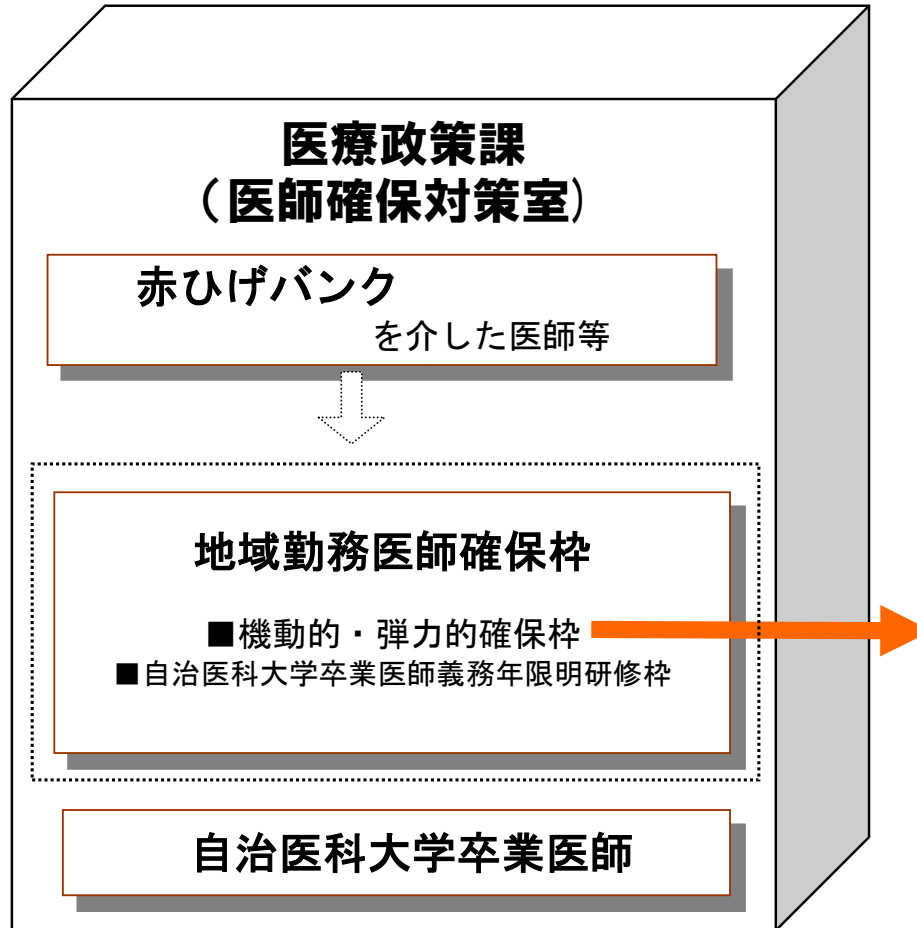 医療政策課
（医師確保対策室）
赤ひげバンク
を介した医師等
地域勤務医師確保枠
■機動的・弾力的確保枠
■自治医科大学卒業医師義務年限明研修枠
自治医科大学卒業医師